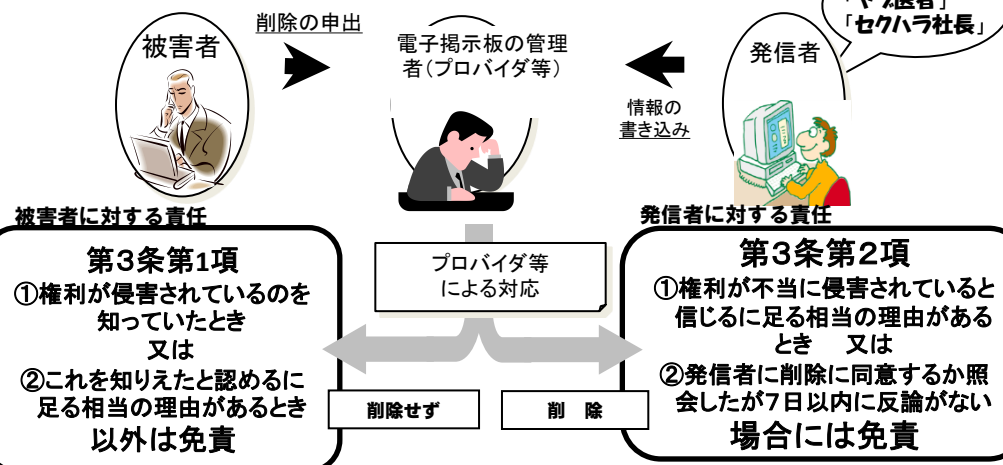 「ヤブ医者」
「セクハラ社長」
削除の申出
被害者
電子掲示板の管理
者(プロバイダ等)
発信者
情報の
書き込み
被害者に対する責任
発信者に対する責任
第3条第1項
①権利が侵害されているのを
知っていたとき
又は
②これを知りえたと認めるに
足る相当の理由があるとき
以外は免責
プロバイダ等
による対応
第3条第2項
①権利が不当に侵害されていると
信じるに足る相当の理由がある
とき 又は
②発信者に削除に同意するか照
会したが7日以内に反論がない
場合には免責
削除せず
削 除